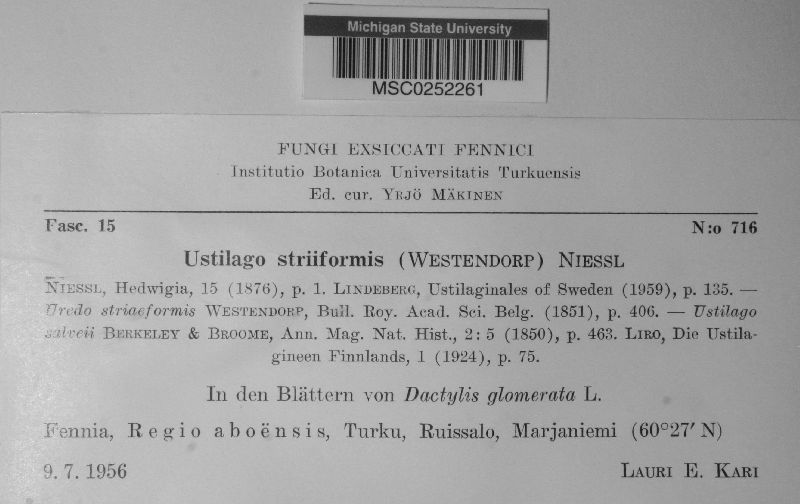 Michigan State University
MSC0252261
FUNGI EXSICCATI FENNICI
Institutio Botanica Universitatis Turkuensis
Ed. cur. YRJÖ MÄKINEN
Fasc. 15 N:o 716
Ustilago striiformis (WESTENDORP) NIESSL
NIESSL, Hedwigia, 15 (1876), p. 1. LINDEBERG, Ustilaginales of Sweden (1959), p. 135. —
Uredo striaeformis WESTENDORP, Bull. Roy. Acad. Sci. Belg. (1851), p. 406. — Ustilago
salveii BERKELEY & BROOME, Ann. Mag. Nat. Hist., 2: 5 (1850), p. 463. LIRO, Die Ustila-
gineen Finnlands, 1 (1924), p. 75.
In den Blättern von Dactylis glomerata L.
Fennia, Regio aboënsis, Turku, Ruissalo, Marjaniemi (60°27′ N)
9. 7. 1956 LAURI E. KARI